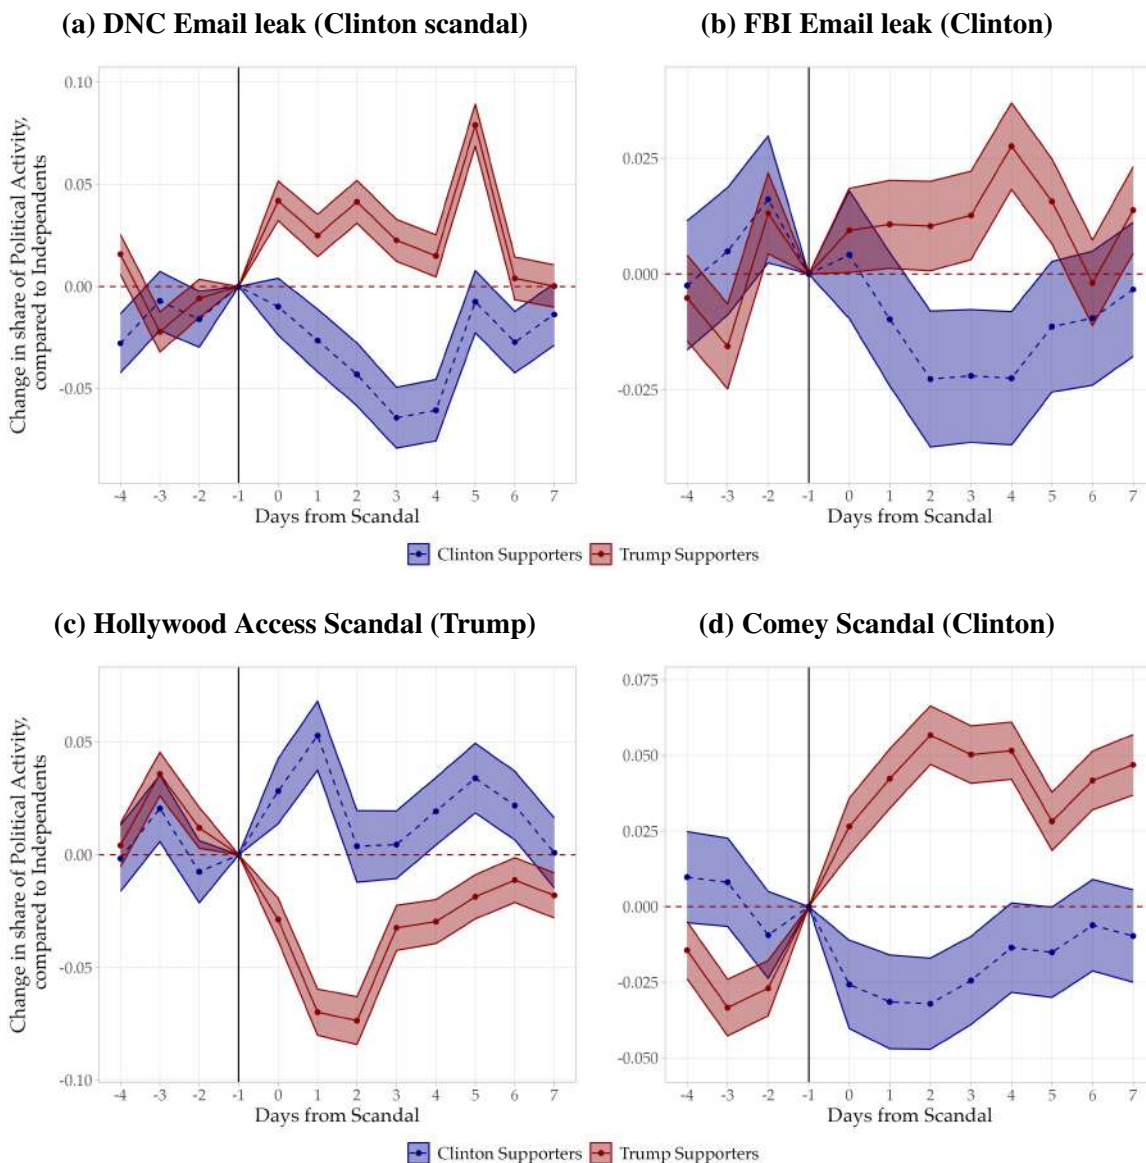 (a) DNC Email leak (Clinton scandal)
(b) FBI Email leak (Clinton)
Change in share of Political Activity,
compared to Independents
0.10
0.05
0.00
-0.05
-4 -3 -2 -1 0 1 2 3 4 5 6 7
Days from Scandal
0.025
0.000
-0.025
-4 -3 -2 -1 0 1 2 3 4 5 6 7
Days from Scandal
Clinton Supporters Trump Supporters
(c) Hollywood Access Scandal (Trump)
(d) Comey Scandal (Clinton)
Change in share of Political Activity,
compared to Independents
0.05
0.00
-0.05
-0.10
-4 -3 -2 -1 0 1 2 3 4 5 6 7
Days from Scandal
0.075
0.050
0.025
0.000
-0.025
-0.050
-4 -3 -2 -1 0 1 2 3 4 5 6 7
Days from Scandal
Clinton Supporters Trump Supporters